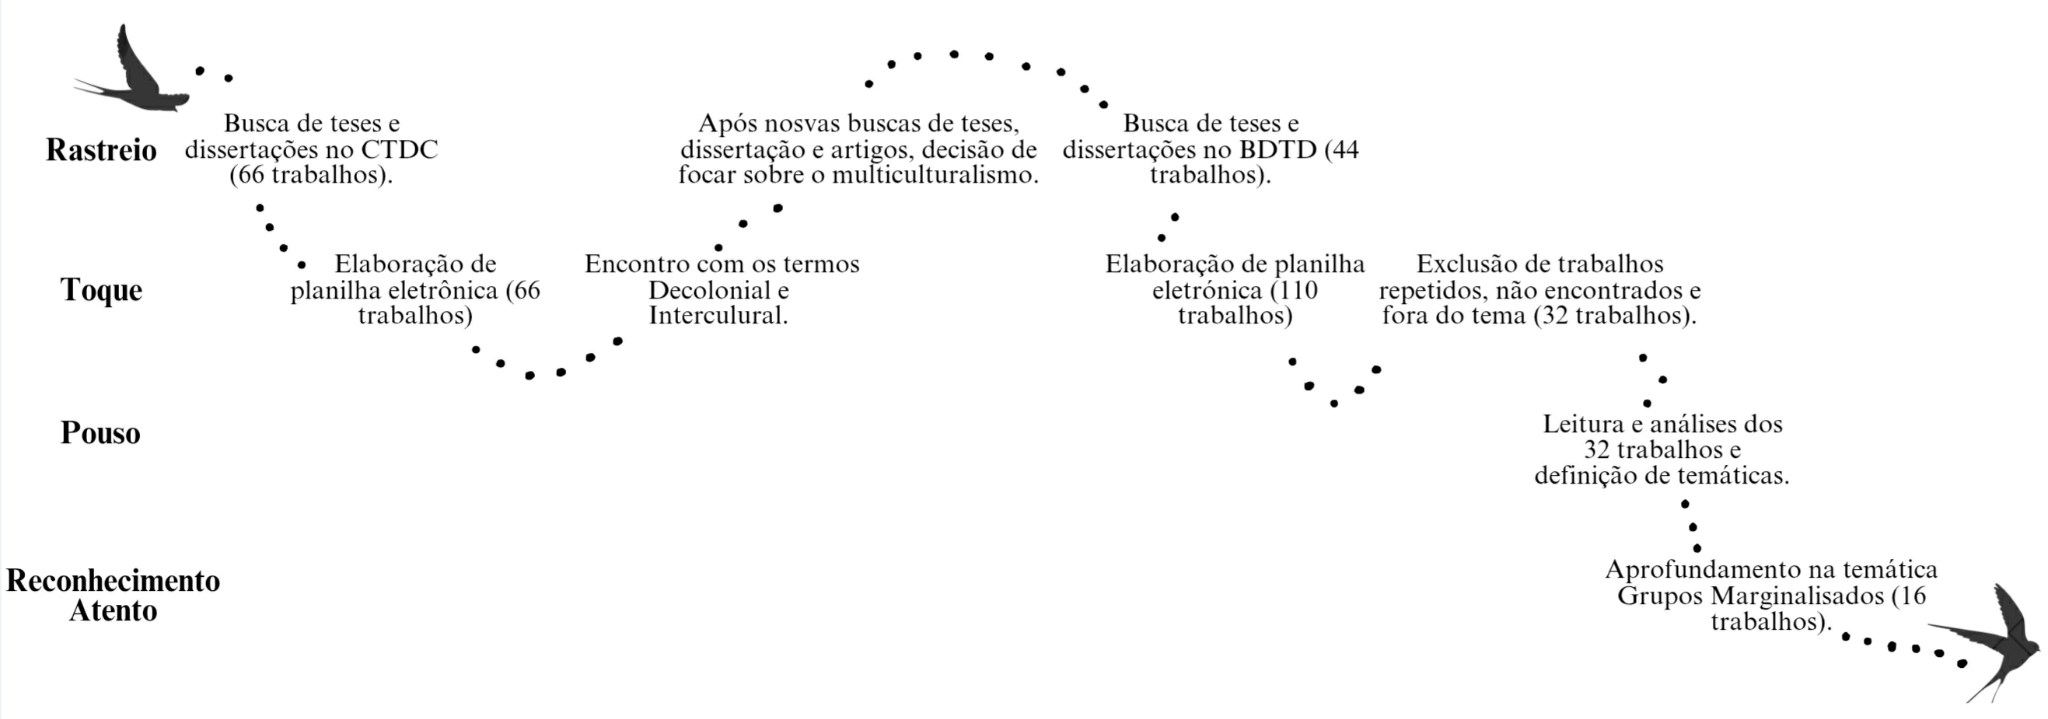 Rastreio
Busca de teses e
dissertações no CTDC
(66 trabalhos).
Após nosvas buscas de teses,
dissertação e artigos, decisão de
focar sobre o multiculturalismo.
Busca de teses e
dissertações no BDTD (44
trabalhos).
Toque
Elaboração de
planilha eletrônica (66
trabalhos)
Encontro com os termos
Decolonial e
Interculural.
Elaboração de planilha
eletrónica (110
trabalhos)
Exclusão de trabalhos
repetidos, não encontrados e
fora do tema (32 trabalhos).
Pouso
Leitura e análises dos
32 trabalhos e
definição de temáticas.
Reconhecimento
Atento
Aprofundamento na temática
Grupos Marginalisados (16
trabalhos).